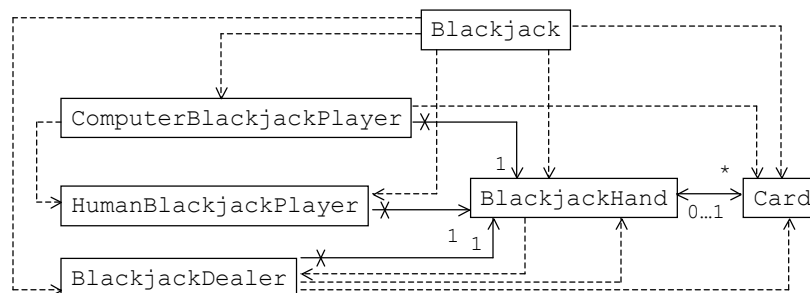 Blackjack
ComputerBlackjackPlayer
1
*
HumanBlackjackPlayer
BlackjackHand
Card
0...1
1
1
BlackjackDealer